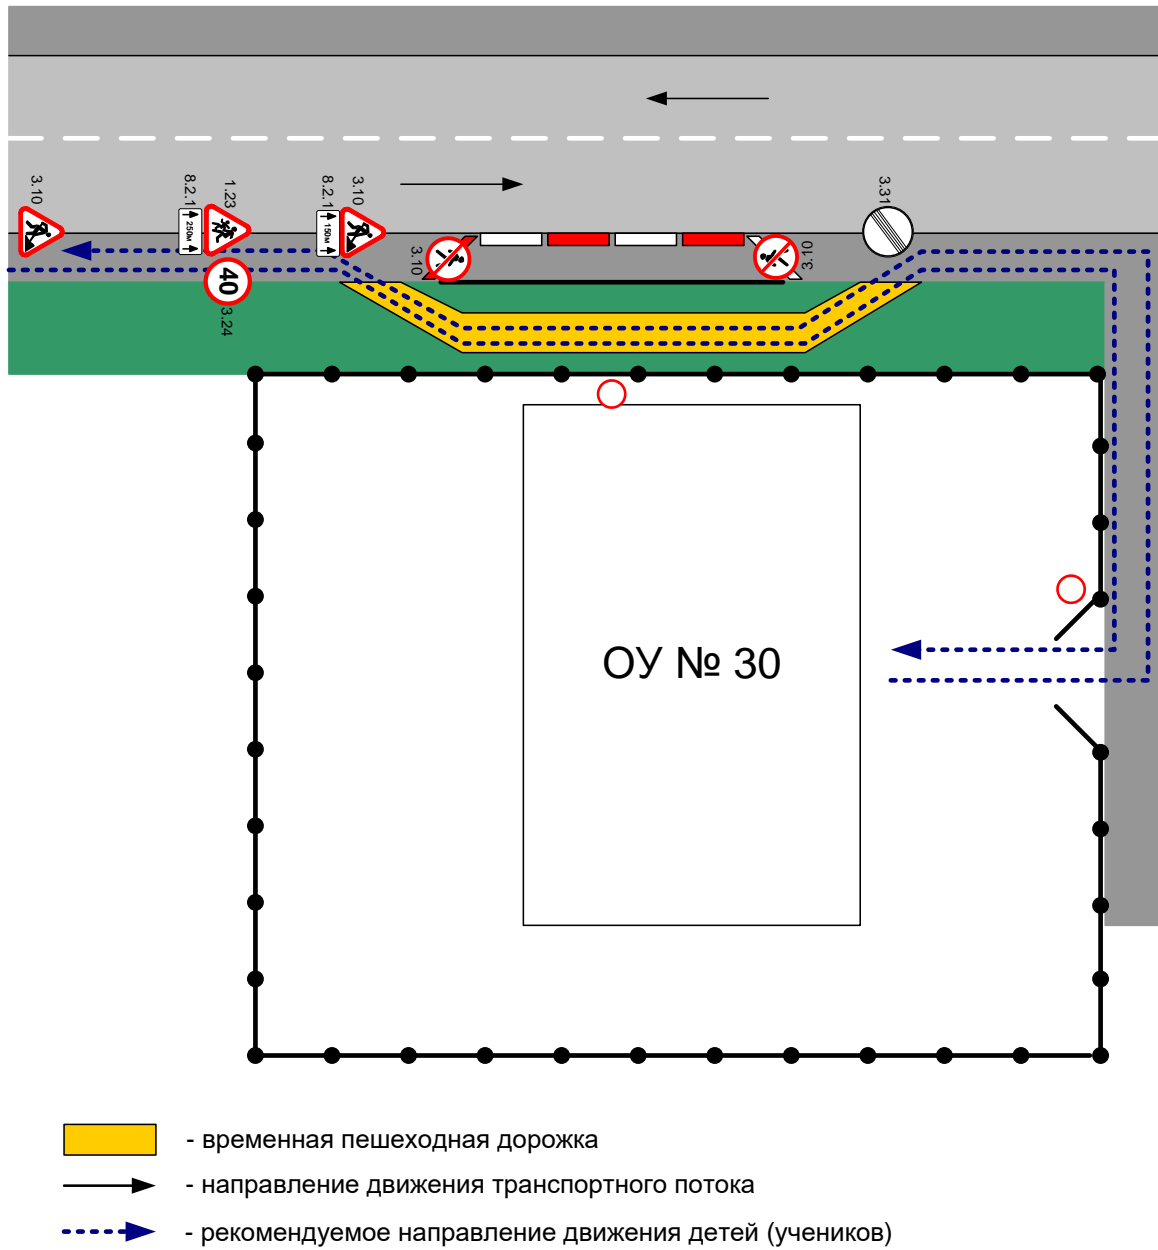 3.10
8.2.1
250м
1.23
40
3.24
8.2.1
150м
3.10
3.10
3.10
3.31
ОУ № 30
- временная пешеходная дорожка
- направление движения транспортного потока
- рекомендуемое направление движения детей (учеников)